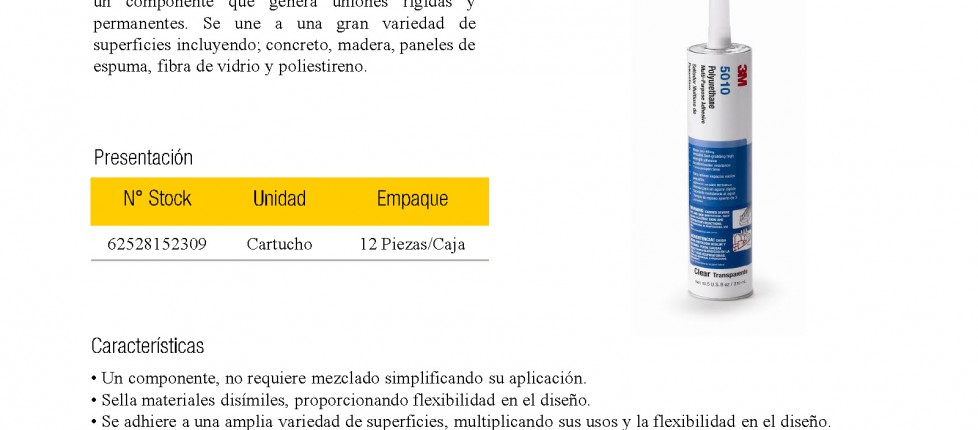 un componente que genera uniones rígidas y
permanentes. Se une a una gran variedad de
superficies incluyendo; concreto, madera, paneles de
espuma, fibra de vidrio y poliestireno.
Presentación
N° Stock Unidad Empaque
62528152309 Cartucho 12 Piezas/Caja
3M
5010
Polyurethane
Multi-Purpose Adhesive
Clear Transparente
Características
• Un componente, no requiere mezclado simplificando su aplicación.
• Sella materiales disímiles, proporcionando flexibilidad en el diseño.
• Se adhiere a una amplia variedad de superficies, multiplicando sus usos y la flexibilidad en el diseño.